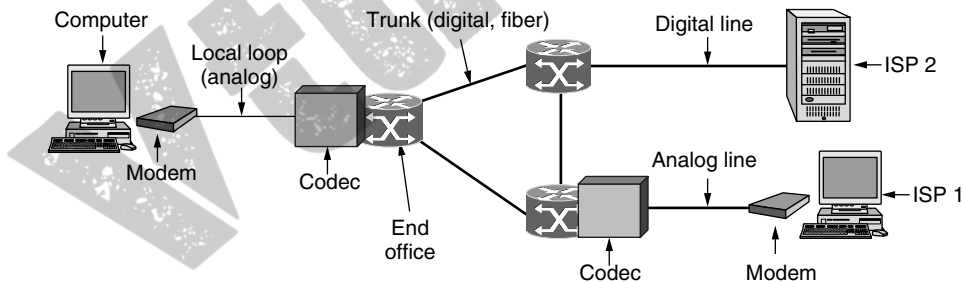 Computer
Trunk (digital, fiber)
Digital line
Local loop
(analog)
ISP 2
Modem
Codec
Analog line
ISP 1
End
office
Codec
Modem